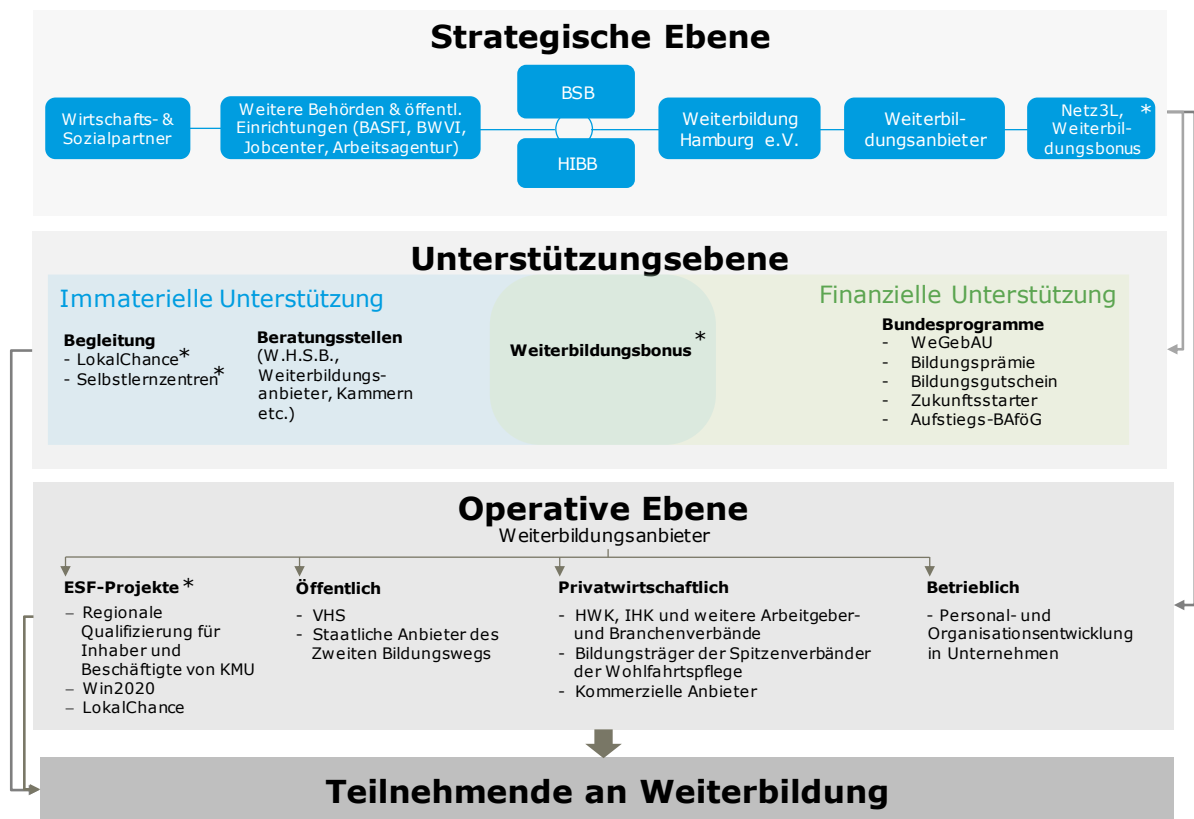 Strategische Ebene
Wirtschafts- &
Sozialpartner
Weitere Behörden & öffentl.
Einrichtungen (BASFI, BWVI,
Jobcenter, Arbeitsagentur)
BSB
HIBB
Weiterbildung
Hamburg e.V.
Weiterbil-
dungsanbieter
Netz3L, *
Weiterbil-
dungsbonus
Unterstützungsebene
Immaterielle Unterstützung
Begleitung
- LokalChance*
- Selbstlernzentren*
Beratungsstellen
(W.H.S.B.,
Weiterbildungs-
anbieter, Kammern
etc.)
Weiterbildungsbonus *
Finanzielle Unterstützung
Bundesprogramme
- WeGebAU
- Bildungsprämie
- Bildungsgutschein
- Zukunftsstarter
- Aufstiegs-BAföG
Operative Ebene
Weiterbildungsanbieter
ESF-Projekte *
– Regionale
Qualifizierung für
Inhaber und
Beschäftigte von KMU
– Win2020
– LokalChance
Öffentlich
- VHS
- Staatliche Anbieter des
Zweiten Bildungswegs
Privatwirtschaftlich
- HWK, IHK und weitere Arbeitgeber-
und Branchenverbände
- Bildungsträger der Spitzenverbänder
der Wohlfahrtspflege
- Kommerzielle Anbieter
Betrieblich
- Personal- und
Organisationsentwicklung
in Unternehmen
Teilnehmende an Weiterbildung